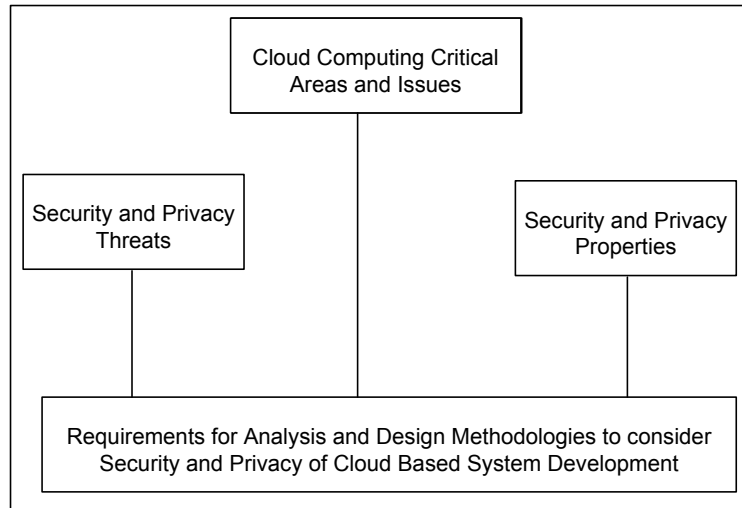 Cloud Computing Critical
Areas and Issues
Security and Privacy
Threats
Security and Privacy
Properties
Requirements for Analysis and Design Methodologies to consider
Security and Privacy of Cloud Based System Development